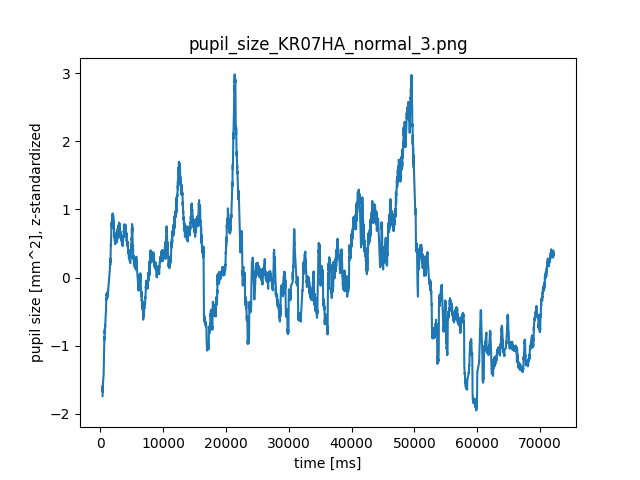 pupil_size_KR07HA_normal_3.png
pupil size [mm^2], z-standardized
3
2
1
0
−1
−2
0 10000 20000 30000 40000 50000 60000 70000
time [ms]